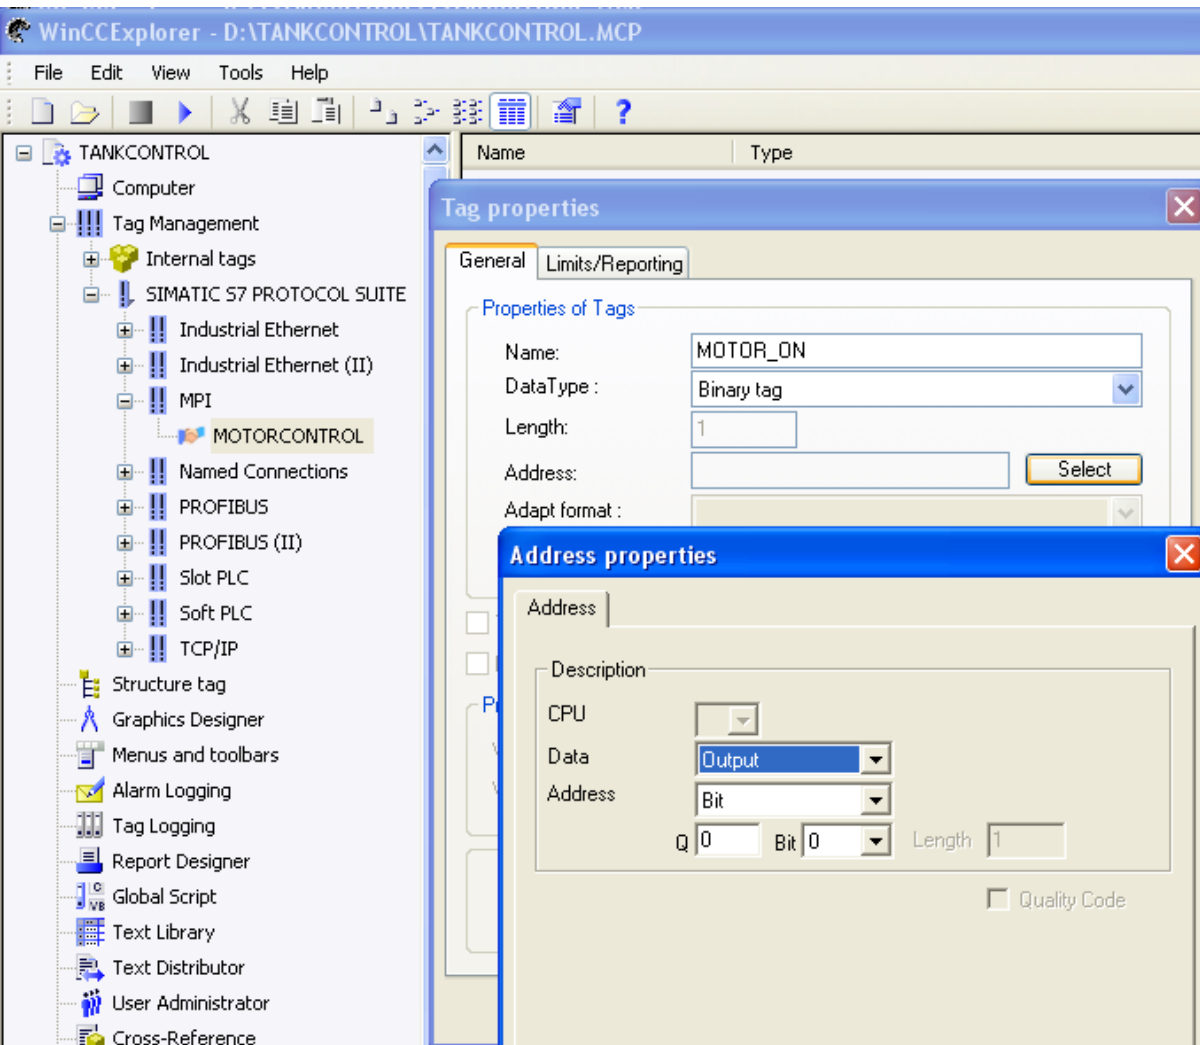 WinCCExplorer - D:\TANKCONTROL\TANKCONTROL.MCP
File Edit View Tools Help
TANKCONTROL
Computer
Tag Management
Internal tags
SIMATIC S7 PROTOCOL SUITE
Industrial Ethernet
Industrial Ethernet (II)
MPI
MOTORCONTROL
Named Connections
PROFIBUS
PROFIBUS (II)
Slot PLC
Soft PLC
TCP/IP
Structure tag
Graphics Designer
Menus and toolbars
Alarm Logging
Tag Logging
Report Designer
Global Script
Text Library
Text Distributor
User Administrator
Cross-Reference
Name Type
Tag properties
General Limits/Reporting
Properties of Tags
Name: MOTOR_ON
DataType : Binary tag
Length: 1
Address: Select
Adapt format :
Address properties
Address
Description
CPU
Data Output
Address Bit
Q 0 Bit 0 Length 1
Quality Code